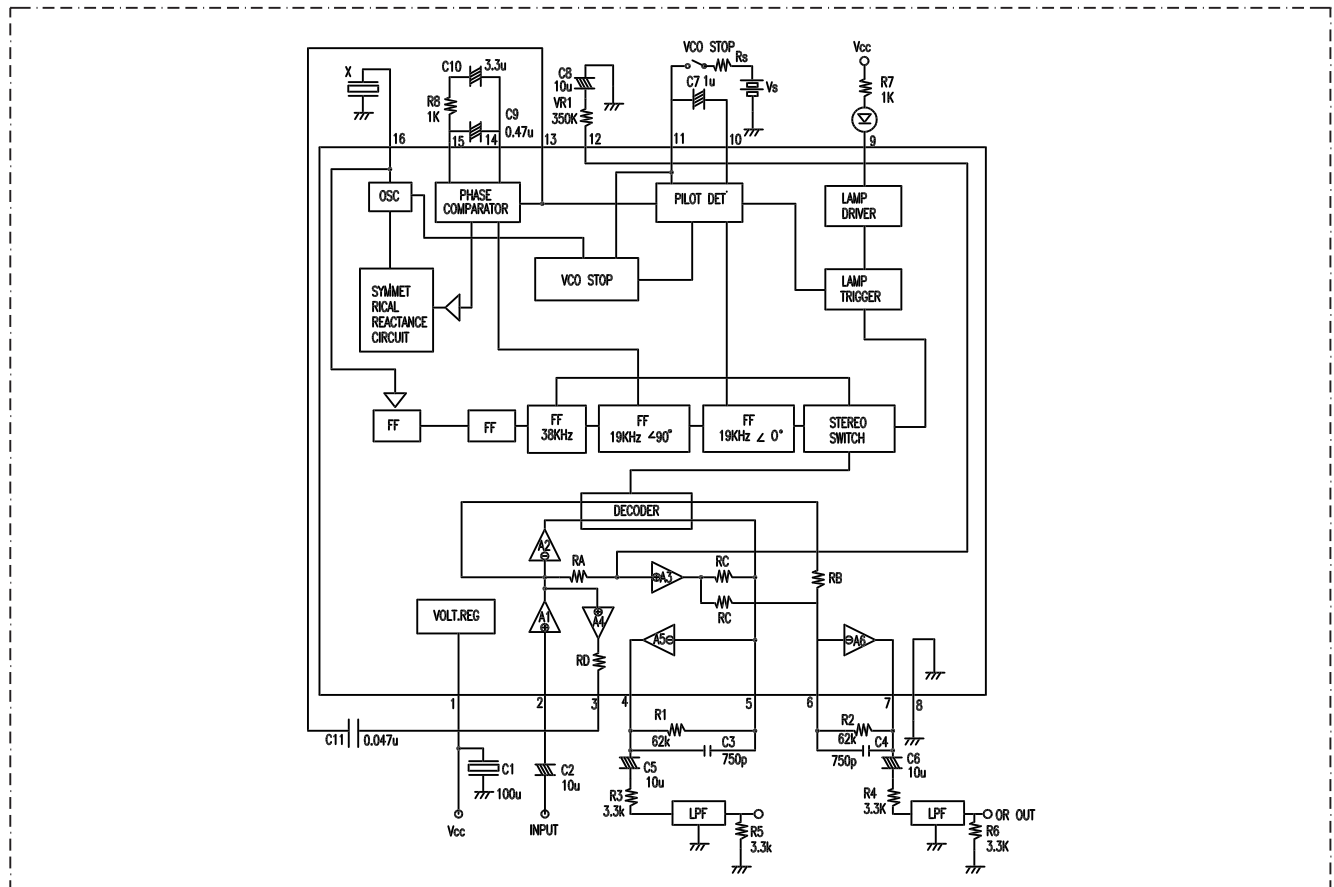 VCO STOP
Rs
Vcc
X
C10
3.3u
C8
10u
C7 1u
Vs
R7
1K
R8
1K
C9
0.47u
VR1
350K
16
15
14
13
12
11
10
9
OSC
PHASE
COMPARATOR
PILOT DET
LAMP
DRIVER
SYMMET
RICAL
REACTANCE
CIRCUIT
VCO STOP
LAMP
TRIGGER
FF
FF
FF
38KHz
FF
19KHz ∠90°
FF
19KHz ∠ 0°
STEREO
SWITCH
DECODER
A2
⊖
RA
⊕A3
RC
RC
RB
VOLT.REG
A1
⊕
⊕
A4
A5⊖
⊖A6
RD
1
2
3
4
5
6
7
8
R1
62k
C3
750p
R2
62k
C4
750p
C11
0.047u
C1
100u
C2
10u
C5
10u
C6
10u
R3
3.3k
LPF
R5
3.3k
R4
3.3K
LPF
OR OUT
R6
3.3K
Vcc
INPUT